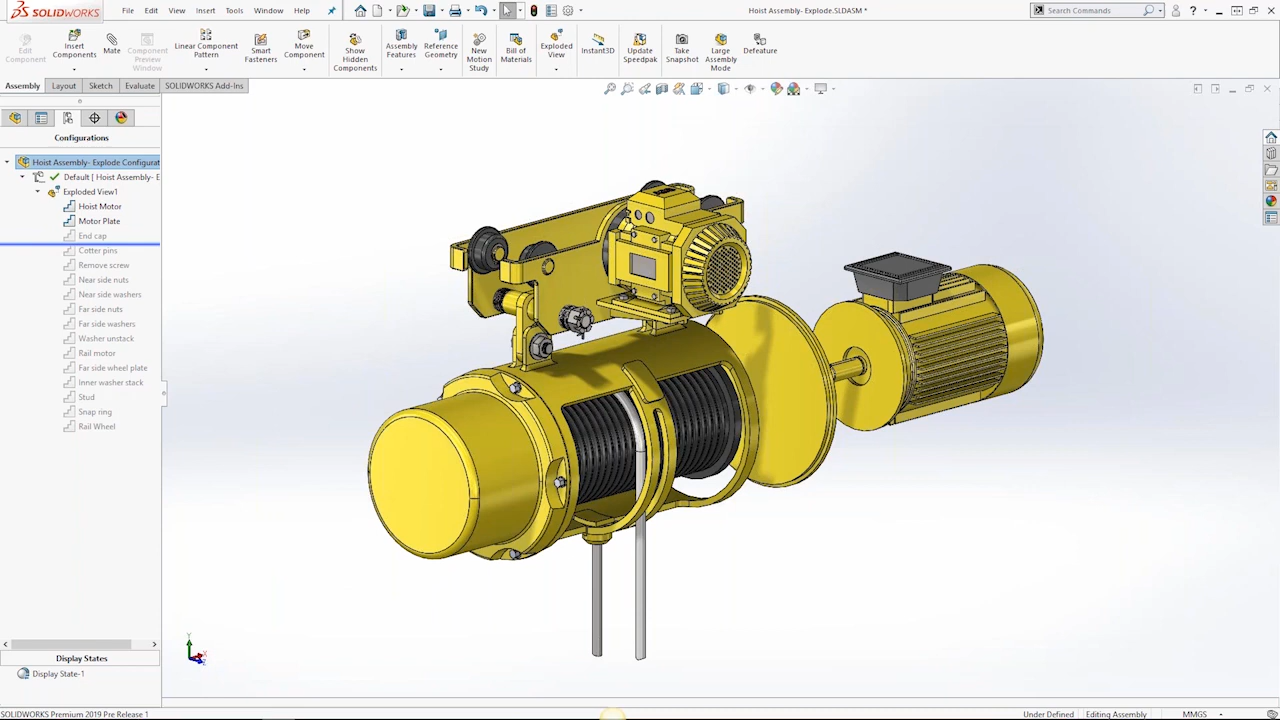 SOLIDWORKS
File Edit View Insert Tools Window Help
Hoist Assembly- Explode.SLDASM *
Search Commands
Edit Component
Insert Components
Mate
Component Preview Window
Linear Component Pattern
Smart Fasteners
Move Component
Show Hidden Components
Assembly Features
Reference Geometry
New Motion Study
Bill of Materials
Exploded View
Instant3D
Update Speedpak
Take Snapshot
Large Assembly Mode
Defeature
Assembly Layout Sketch Evaluate SOLIDWORKS Add-Ins
Configurations
Hoist Assembly- Explode Configurat
Default [ Hoist Assembly- E
Exploded View1
Hoist Motor
Motor Plate
End cap
Cotter pins
Remove screw
Near side nuts
Near side washers
Far side nuts
Far side washers
Washer unstack
Rail motor
Far side wheel plate
Inner washer stack
Stud
Snap ring
Rail Wheel
Display States
Display State-1
SOLIDWORKS Premium 2019 Pre Release 1
Under Defined Editing Assembly MMGS